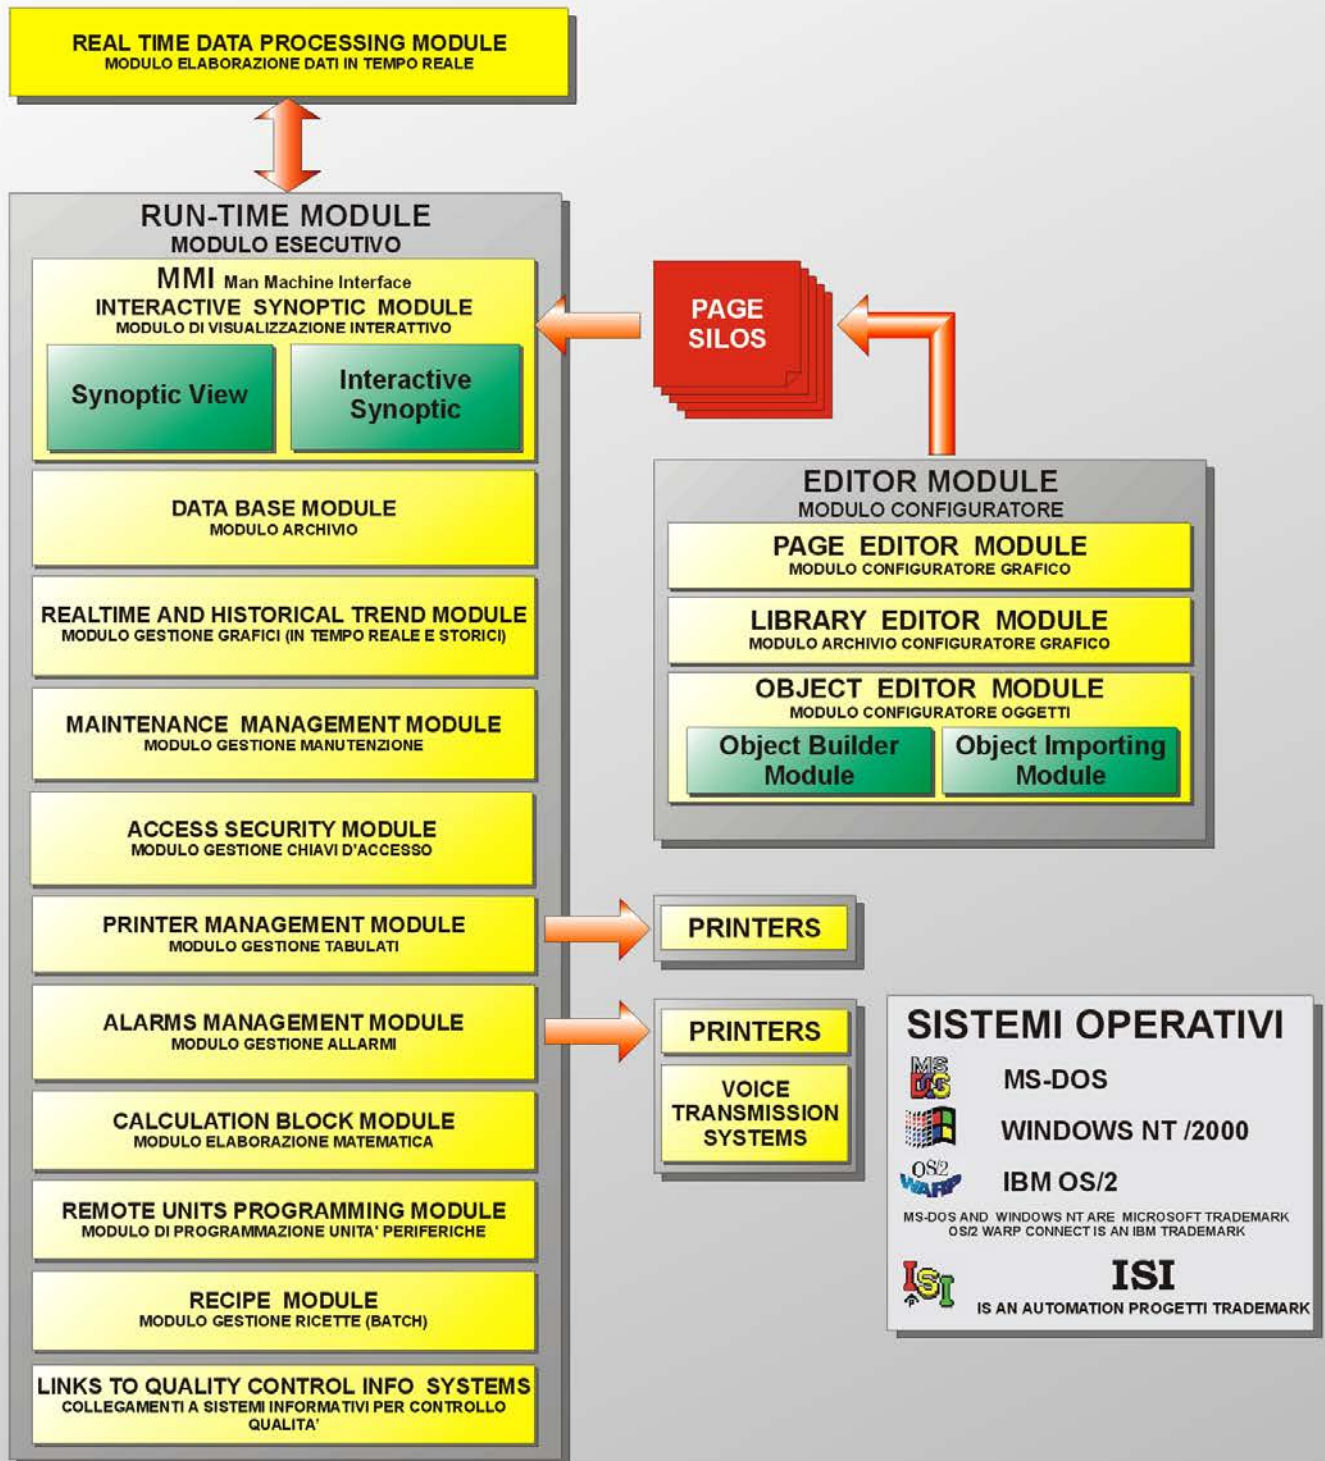 REAL TIME DATA PROCESSING MODULE
MODULO ELABORAZIONE DATI IN TEMPO REALE
RUN-TIME MODULE
MODULO ESECUTIVO
MMI Man Machine Interface
INTERACTIVE SYNOPTIC MODULE
MODULO DI VISUALIZZAZIONE INTERATTIVO
Synoptic View
Interactive
Synoptic
DATA BASE MODULE
MODULO ARCHIVIO
REALTIME AND HISTORICAL TREND MODULE
MODULO GESTIONE GRAFICI (IN TEMPO REALE E STORICI)
MAINTENANCE MANAGEMENT MODULE
MODULO GESTIONE MANUTENZIONE
ACCESS SECURITY MODULE
MODULO GESTIONE CHIAVI D'ACCESSO
PRINTER MANAGEMENT MODULE
MODULO GESTIONE TABULATI
ALARMS MANAGEMENT MODULE
MODULO GESTIONE ALLARMI
CALCULATION BLOCK MODULE
MODULO ELABORAZIONE MATEMATICA
REMOTE UNITS PROGRAMMING MODULE
MODULO DI PROGRAMMAZIONE UNITA' PERIFERICHE
RECIPE MODULE
MODULO GESTIONE RICETTE (BATCH)
LINKS TO QUALITY CONTROL INFO SYSTEMS
COLLEGAMENTI A SISTEMI INFORMATIVI PER CONTROLLO
QUALITA'
PAGE
SILOS
EDITOR MODULE
MODULO CONFIGURATORE
PAGE EDITOR MODULE
MODULO CONFIGURATORE GRAFICO
LIBRARY EDITOR MODULE
MODULO ARCHIVIO CONFIGURATORE GRAFICO
OBJECT EDITOR MODULE
MODULO CONFIGURATORE OGGETTI
Object Builder
Module
Object Importing
Module
PRINTERS
PRINTERS
VOICE
TRANSMISSION
SYSTEMS
SISTEMI OPERATIVI
MS
DOS
MS-DOS
WINDOWS NT /2000
OS/2
WARP
IBM OS/2
MS-DOS AND WINDOWS NT ARE MICROSOFT TRADEMARK
OS/2 WARP CONNECT IS AN IBM TRADEMARK
ISI
ISI
IS AN AUTOMATION PROGETTI TRADEMARK